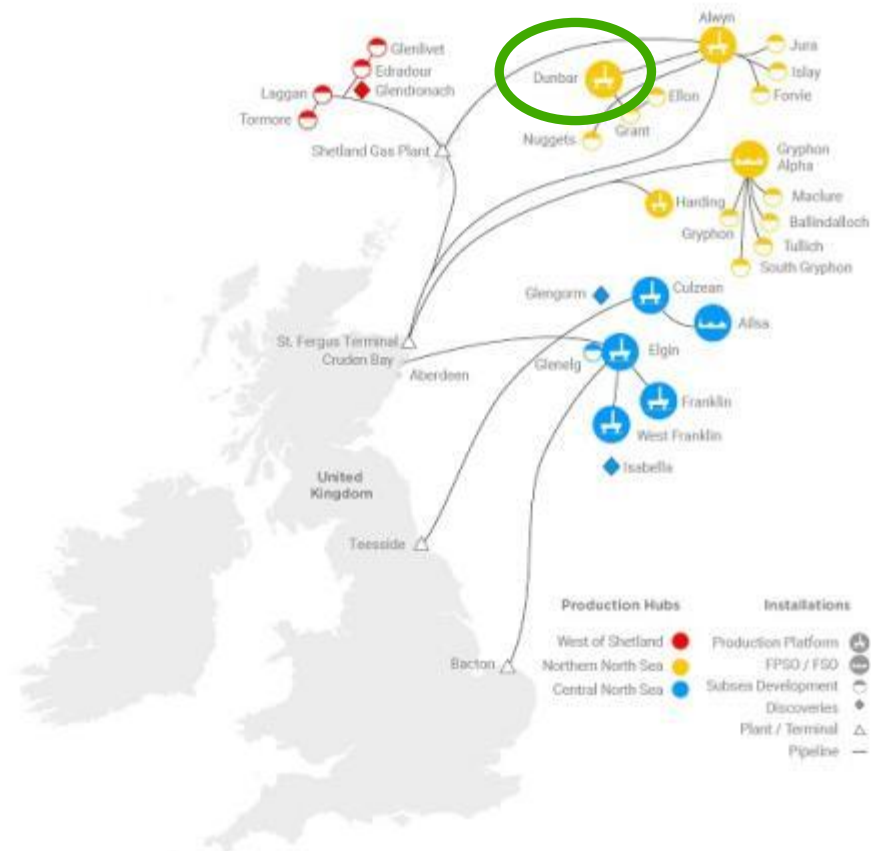 Alwyn
Glenlivet
Jura
Edradour
Dunbar
Islay
Laggan
Glendronach
Ellon
Forvie
Tormore
Grant
Nuggets
Shetland Gas Plant
Gryphon
Alpha
Maclure
Harding
Ballindalloch
Gryphon
Tullich
South Gryphon
Glengorm
Culzean
Ailsa
St. Fergus Terminal
Cruden Bay
Elgin
Glenelg
Aberdeen
Franklin
West Franklin
Isabella
United
Kingdom
Teesside
Production Hubs
West of Shetland
Northern North Sea
Central North Sea
Installations
Production Platform
FPSO / FSO
Subsea Development
Discoveries
Plant / Terminal
Pipeline
Bacton